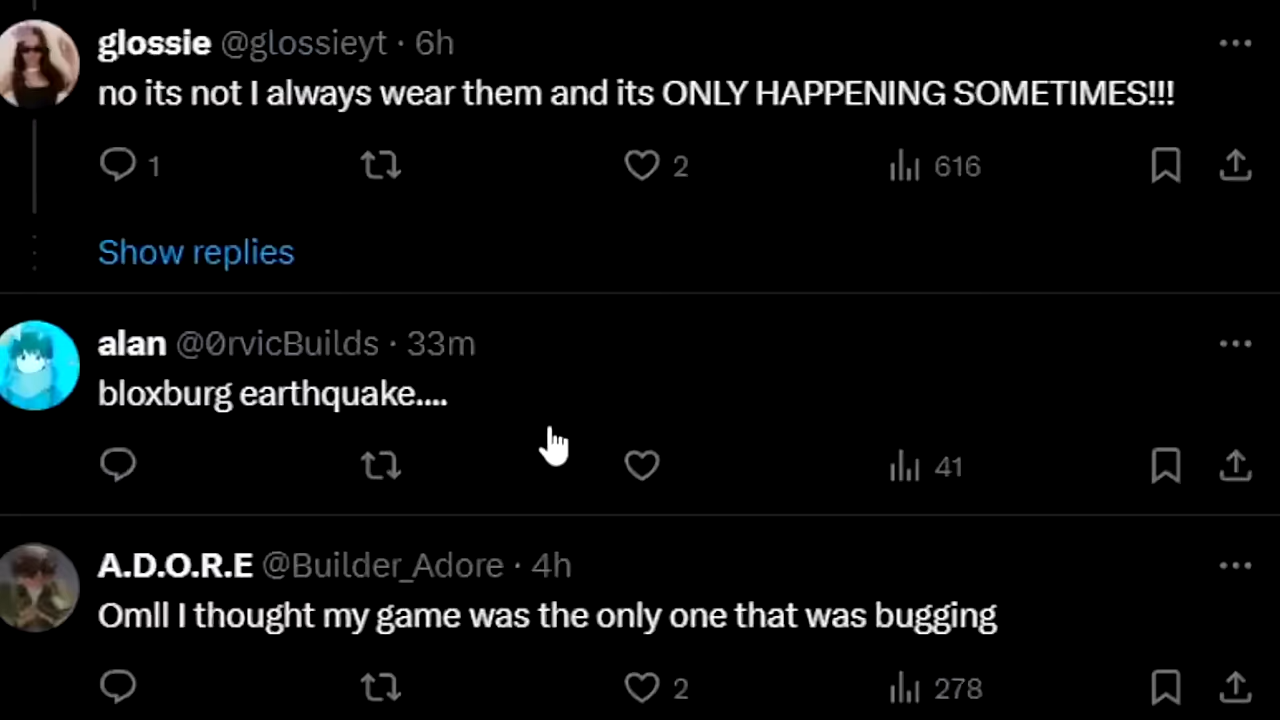 glossie @glossieyt · 6h
no its not I always wear them and its ONLY HAPPENING SOMETIMES!!!
1 2 616
Show replies
alan @0rvicBuilds · 33m
bloxburg earthquake....
41
A.D.O.R.E @Builder_Adore · 4h
Omll I thought my game was the only one that was bugging
2 278